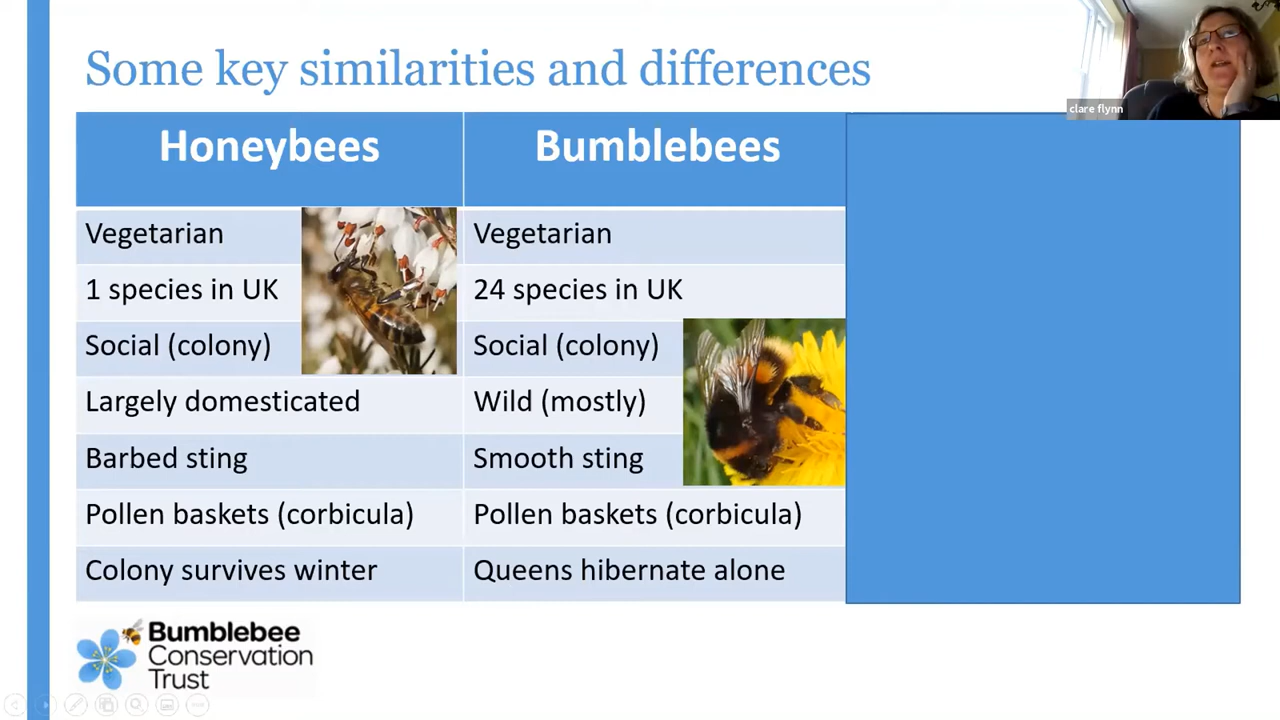 Some key similarities and differences
clare flynn
Honeybees
Bumblebees
Vegetarian
Vegetarian
1 species in UK
24 species in UK
Social (colony)
Social (colony)
Largely domesticated
Wild (mostly)
Barbed sting
Smooth sting
Pollen baskets (corbicula)
Pollen baskets (corbicula)
Colony survives winter
Queens hibernate alone
Bumblebee
Conservation
Trust